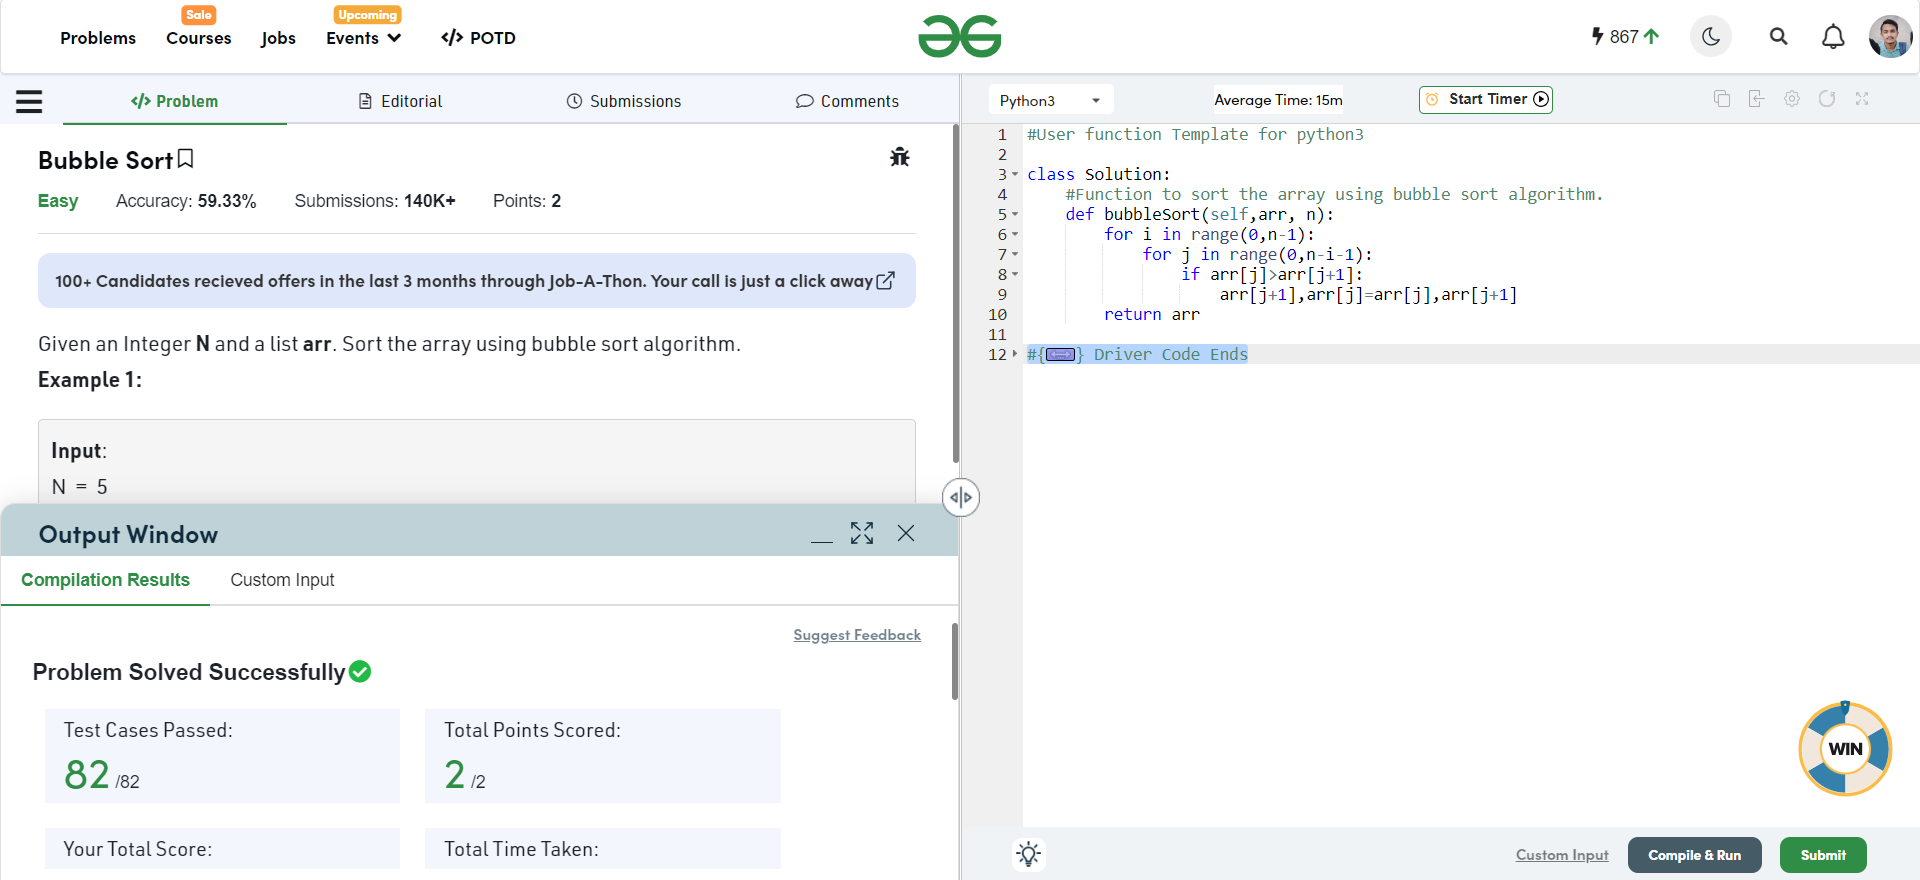 Sale
Upcoming
Problems Courses Jobs Events </> POTD
867
</> Problem Editorial Submissions Comments
Bubble Sort
Easy Accuracy: 59.33% Submissions: 140K+ Points: 2
100+ Candidates recieved offers in the last 3 months through Job-A-Thon. Your call is just a click away
Given an Integer N and a list arr. Sort the array using bubble sort algorithm.
Example 1:
Input:
N = 5
Output Window
Compilation Results Custom Input
Suggest Feedback
Problem Solved Successfully
Test Cases Passed:
82 /82
Total Points Scored:
2 /2
Your Total Score:
Total Time Taken:
Python3 Average Time: 15m Start Timer
1 #User function Template for python3
2
3 class Solution:
4 #Function to sort the array using bubble sort algorithm.
5 def bubbleSort(self,arr, n):
6 for i in range(0,n-1):
7 for j in range(0,n-i-1):
8 if arr[j]>arr[j+1]:
9 arr[j+1],arr[j]=arr[j],arr[j+1]
10 return arr
11
12 #{} Driver Code Ends
WIN
Custom Input Compile & Run Submit